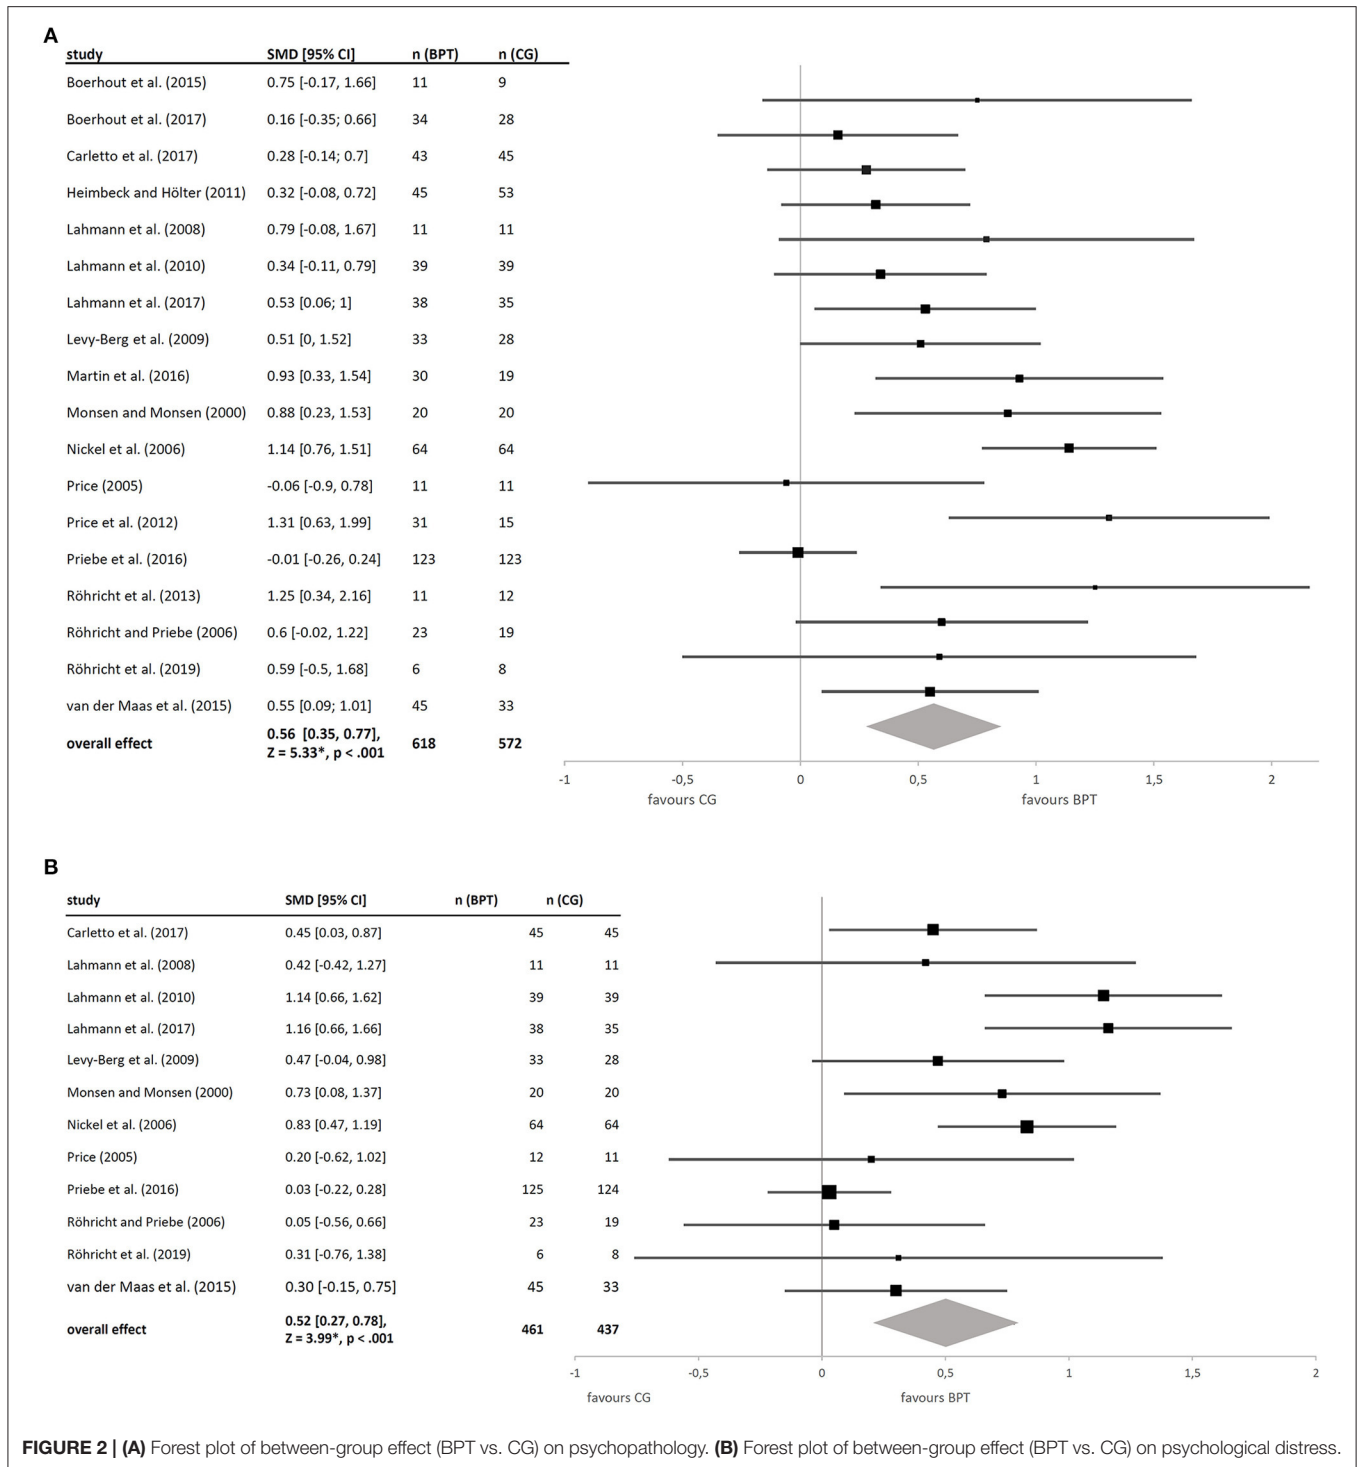 A
study SMD [95% CI] n (BPT) n (CG)
Boerhout et al. (2015) 0.75 [-0.17, 1.66] 11 9
Boerhout et al. (2017) 0.16 [-0.35; 0.66] 34 28
Carletto et al. (2017) 0.28 [-0.14; 0.7] 43 45
Heimbeck and Hölter (2011) 0.32 [-0.08, 0.72] 45 53
Lahmann et al. (2008) 0.79 [-0.08, 1.67] 11 11
Lahmann et al. (2010) 0.34 [-0.11, 0.79] 39 39
Lahmann et al. (2017) 0.53 [0.06; 1] 38 35
Levy-Berg et al. (2009) 0.51 [0, 1.52] 33 28
Martin et al. (2016) 0.93 [0.33, 1.54] 30 19
Monsen and Monsen (2000) 0.88 [0.23, 1.53] 20 20
Nickel et al. (2006) 1.14 [0.76, 1.51] 64 64
Price (2005) -0.06 [-0.9, 0.78] 11 11
Price et al. (2012) 1.31 [0.63, 1.99] 31 15
Priebe et al. (2016) -0.01 [-0.26, 0.24] 123 123
Röhricht et al. (2013) 1.25 [0.34, 2.16] 11 12
Röhricht and Priebe (2006) 0.6 [-0.02, 1.22] 23 19
Röhricht et al. (2019) 0.59 [-0.5, 1.68] 6 8
van der Maas et al. (2015) 0.55 [0.09; 1.01] 45 33
overall effect 0.56 [0.35, 0.77], 618 572
Z = 5.33*, p < .001
-1 -0,5 0 0,5 1 1,5 2
favours CG favours BPT
B
study SMD [95% CI] n (BPT) n (CG)
Carletto et al. (2017) 0.45 [0.03, 0.87] 45 45
Lahmann et al. (2008) 0.42 [-0.42, 1.27] 11 11
Lahmann et al. (2010) 1.14 [0.66, 1.62] 39 39
Lahmann et al. (2017) 1.16 [0.66, 1.66] 38 35
Levy-Berg et al. (2009) 0.47 [-0.04, 0.98] 33 28
Monsen and Monsen (2000) 0.73 [0.08, 1.37] 20 20
Nickel et al. (2006) 0.83 [0.47, 1.19] 64 64
Price (2005) 0.20 [-0.62, 1.02] 12 11
Priebe et al. (2016) 0.03 [-0.22, 0.28] 125 124
Röhricht and Priebe (2006) 0.05 [-0.56, 0.66] 23 19
Röhricht et al. (2019) 0.31 [-0.76, 1.38] 6 8
van der Maas et al. (2015) 0.30 [-0.15, 0.75] 45 33
overall effect 0.52 [0.27, 0.78], 461 437
Z = 3.99*, p < .001
-1 -0,5 0 0,5 1 1,5 2
favours CG favours BPT
FIGURE 2 | (A) Forest plot of between-group effect (BPT vs. CG) on psychopathology. (B) Forest plot of between-group effect (BPT vs. CG) on psychological distress.